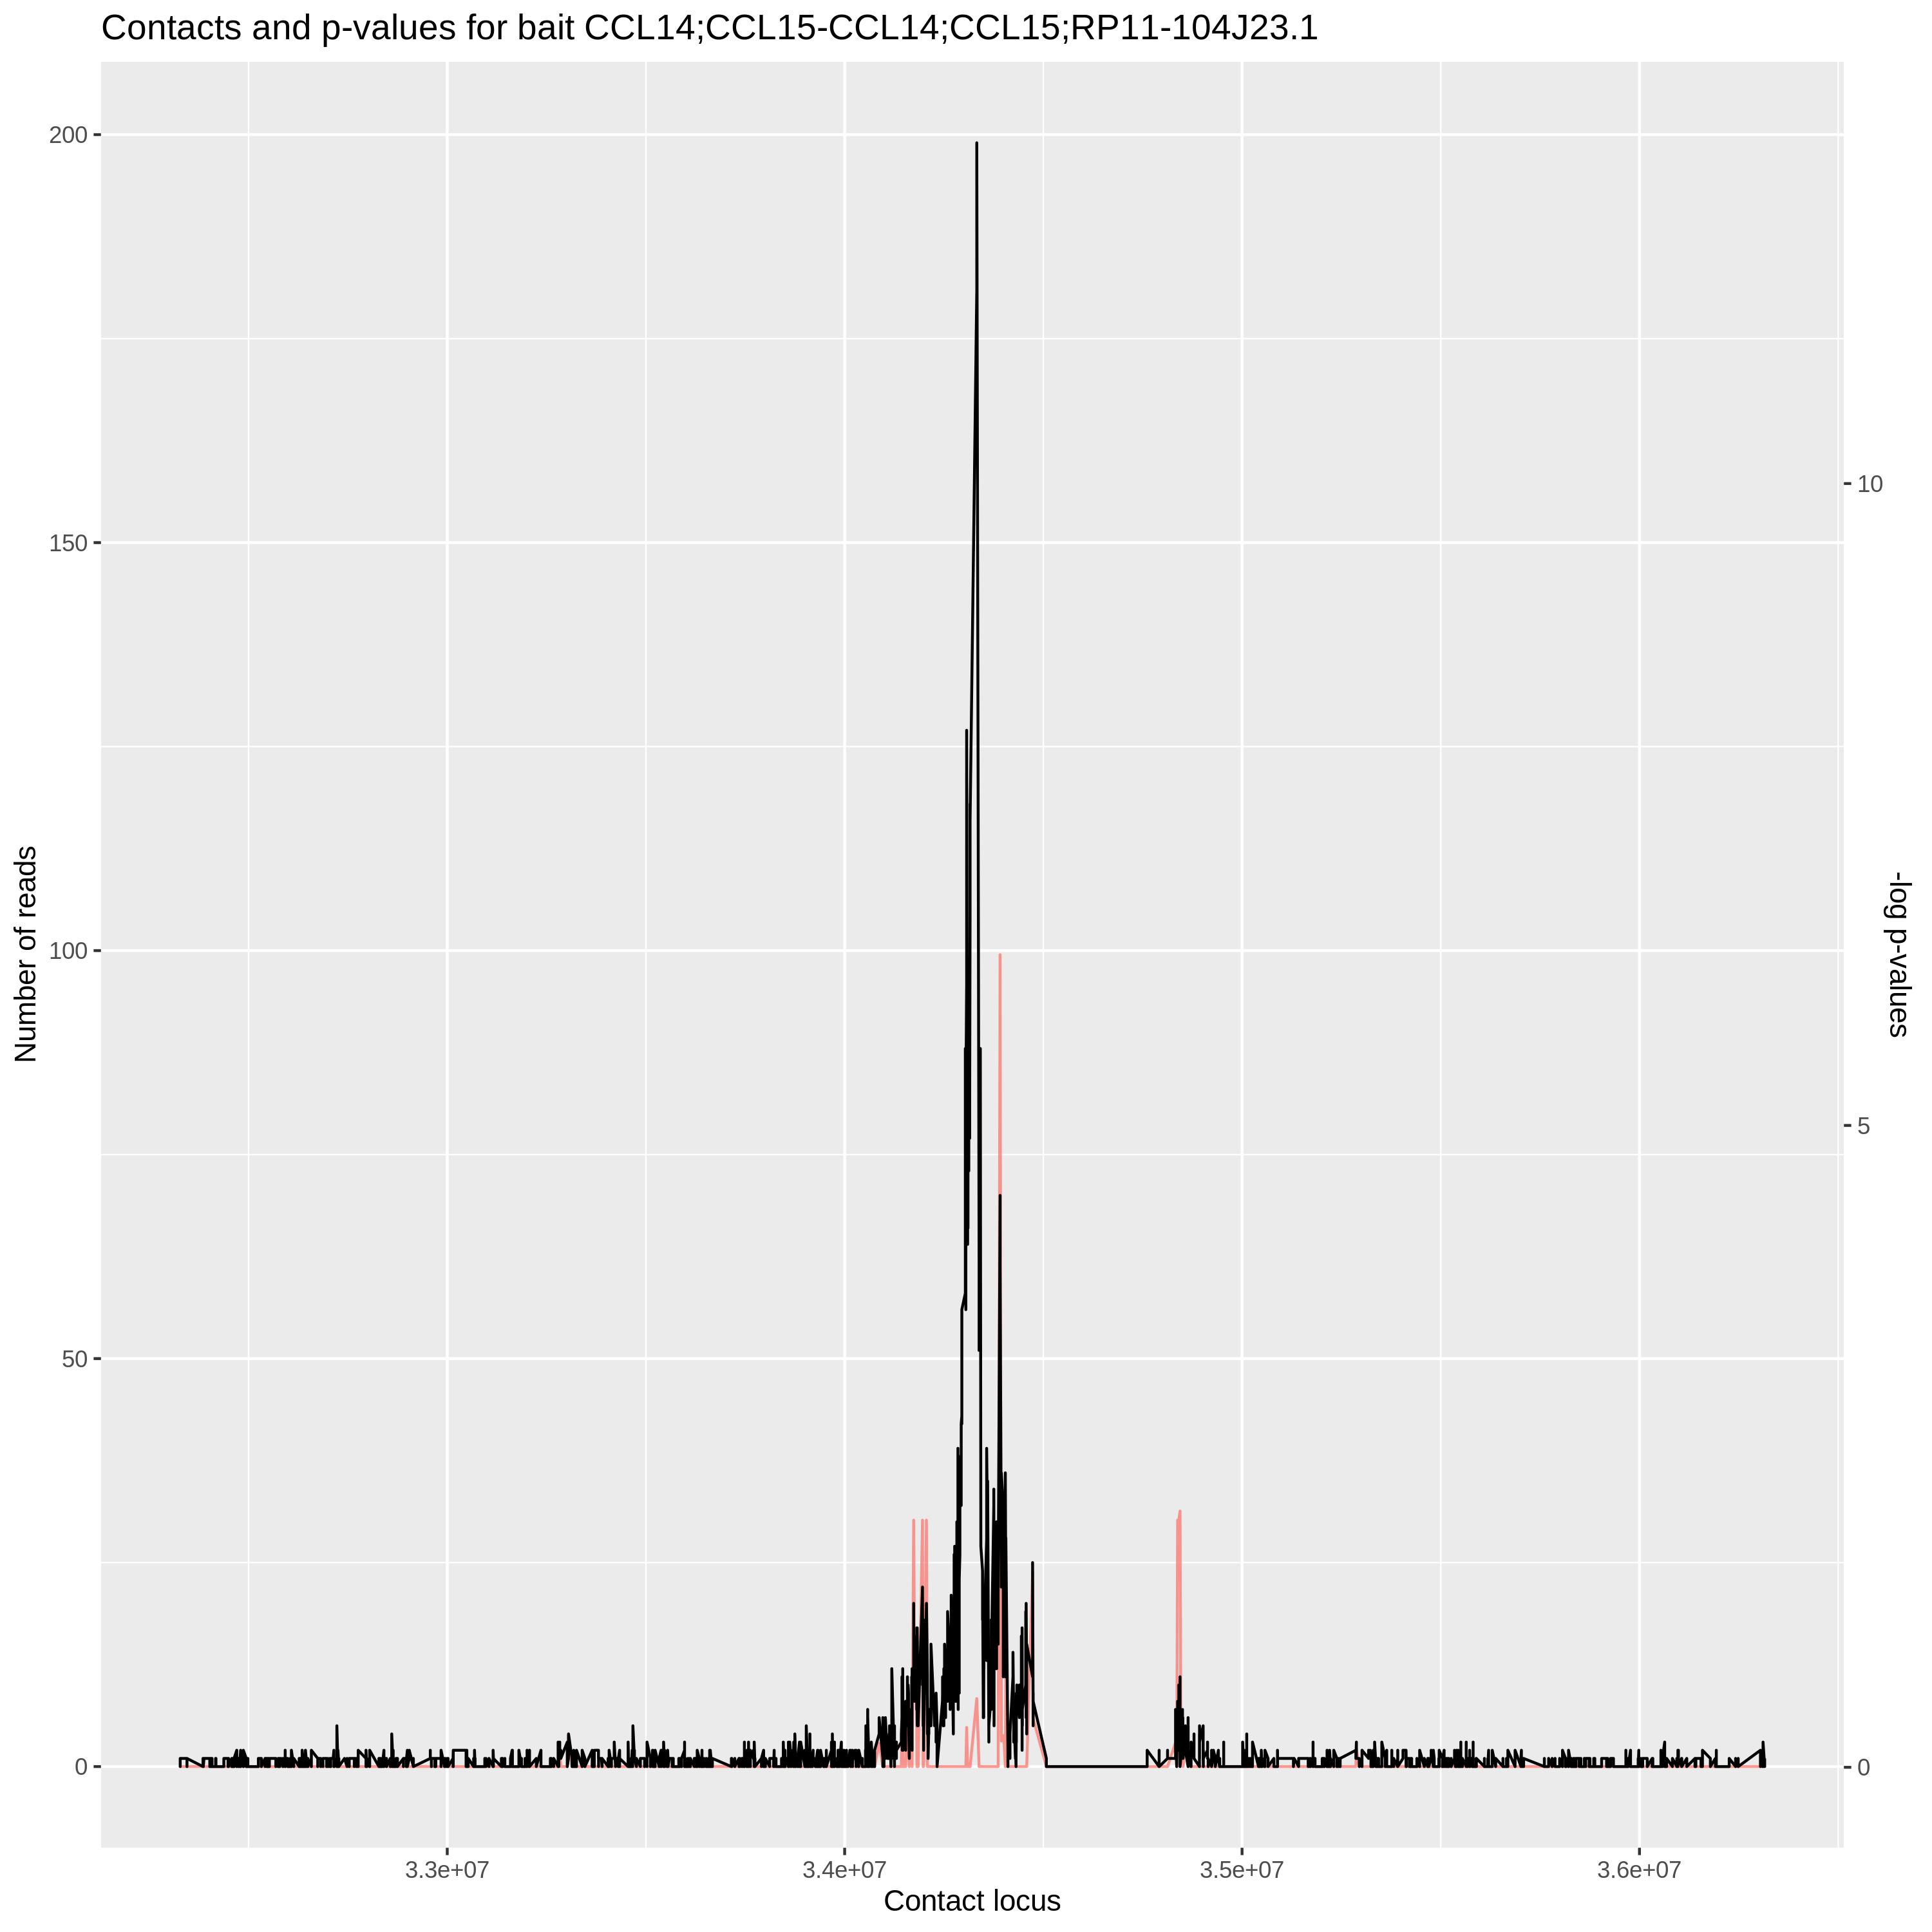 Contacts and p-values for bait CCL14;CCL15-CCL14;CCL15;RP11-104J23.1
200
150
100
50
0
Number of reads
10
5
0
-log p-values
3.3e+07
3.4e+07
3.5e+07
3.6e+07
Contact locus